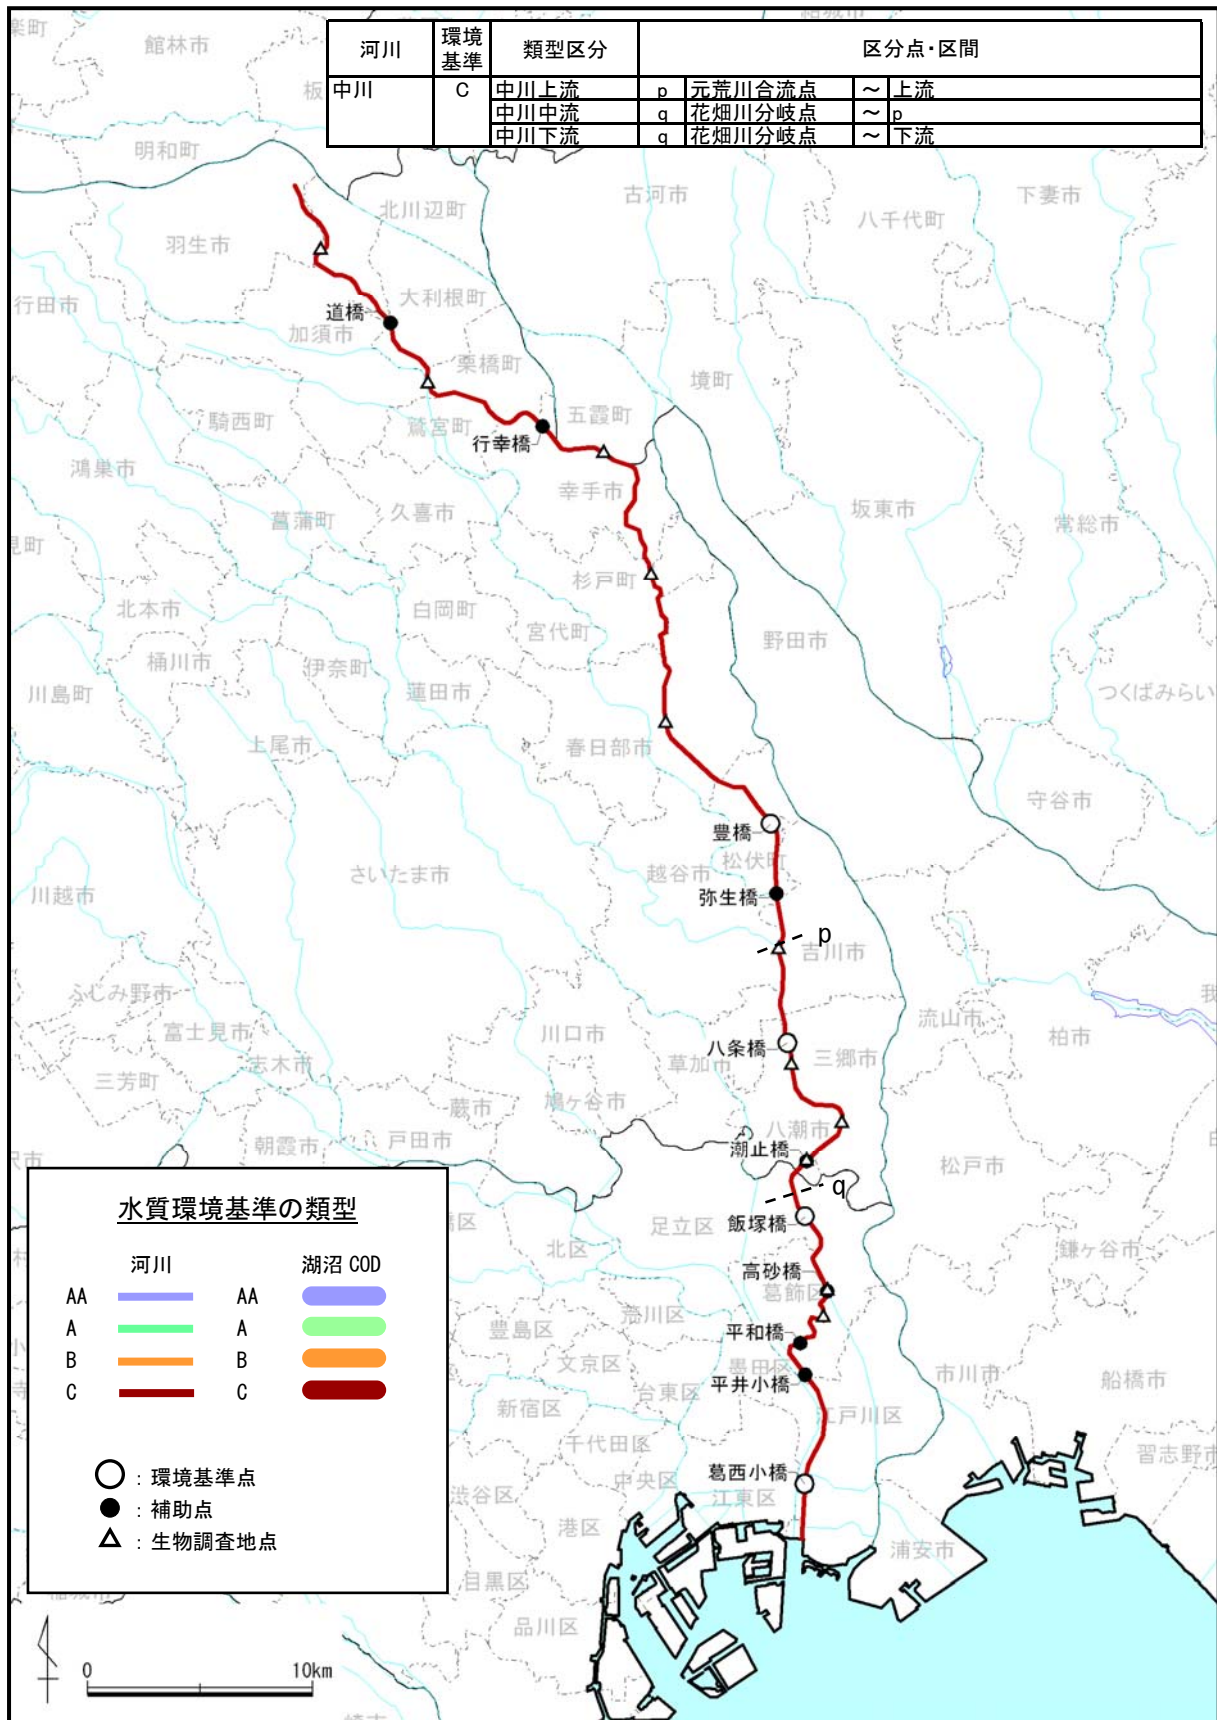 河川 環境基準 類型区分 区分点・区間
中川 C 中川上流 p 元荒川合流点 ～ 上流
中川中流 q 花畑川分岐点 ～ p
中川下流 q 花畑川分岐点 ～ 下流
館林市
明和町
北川辺町
古河市
八千代町
下妻市
羽生市
行田市
大利根町
道橋
加須市
栗橋町
境町
騎西町
鷲宮町
五霞町
行幸橋
鴻巣市
幸手市
坂東市
常総市
菖蒲町
久喜市
杉戸町
北本市
白岡町
宮代町
野田市
桶川市
伊奈町
蓮田市
川島町
つくばみらい
上尾市
春日部市
守谷市
豊橋
松伏町
さいたま市
越谷市
川越市
弥生橋
p
吉川市
ふじみ野市
富士見市
川口市
流山市
柏市
八条橋
三郷市
草加市
志木市
三芳町
蕨市
鳩ヶ谷市
八潮市
朝霞市
戸田市
潮止橋
松戸市
q
飯塚橋
足立区
北区
鎌ヶ谷市
高砂橋
葛飾区
荒川区
豊島区
平和橋
文京区
墨田区
平井小橋
台東区
市川市
船橋市
新宿区
江戸川区
千代田区
習志野市
葛西小橋
中央区
江東区
渋谷区
港区
浦安市
目黒区
品川区
水質環境基準の類型
河川 湖沼 COD
AA AA
A A
B B
C C
：環境基準点
：補助点
：生物調査地点
0 10km